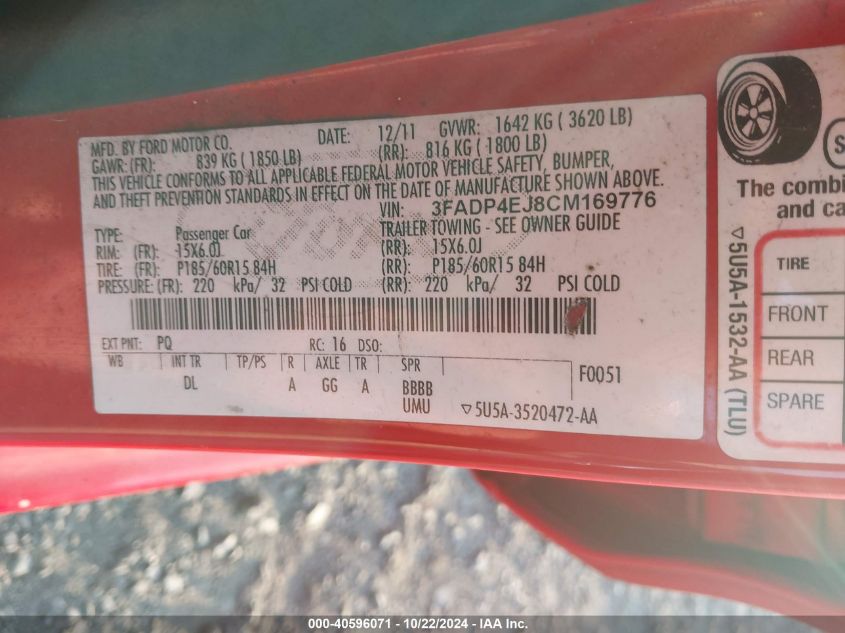 MFD. BY FORD MOTOR CO.
DATE: 12/11 GVWR: 1642 KG ( 3620 LB)
GAWR: (FR): 839 KG ( 1850 LB) (RR): 816 KG ( 1800 LB)
THIS VEHICLE CONFORMS TO ALL APPLICABLE FEDERAL MOTOR VEHICLE SAFETY, BUMPER,
AND THEFT PREVENTION STANDARDS IN EFFECT ON THE DATE OF MANUFACTURE SHOWN ABOVE.
VIN: 3FADP4EJ8CM169776
TYPE: Passenger Car TRAILER TOWING - SEE OWNER GUIDE
RIM: (FR): 15X6.0J (RR): 15X6.0J
TIRE: (FR): P185/60R15 84H (RR): P185/60R15 84H
PRESSURE: (FR): 220 kPa/ 32 PSI COLD (RR): 220 kPa/ 32 PSI COLD
EXT PNT: PQ RC: 16 DSO:
WB INT TR TP/PS R AXLE TR SPR
DL A GG A BBBB
UMU
F0051
▽5U5A-3520472-AA
The combi
and ca
TIRE
FRONT
REAR
SPARE
▽5U5A-1532-AA (TLU)
000-40596071 - 10/22/2024 - IAA Inc.